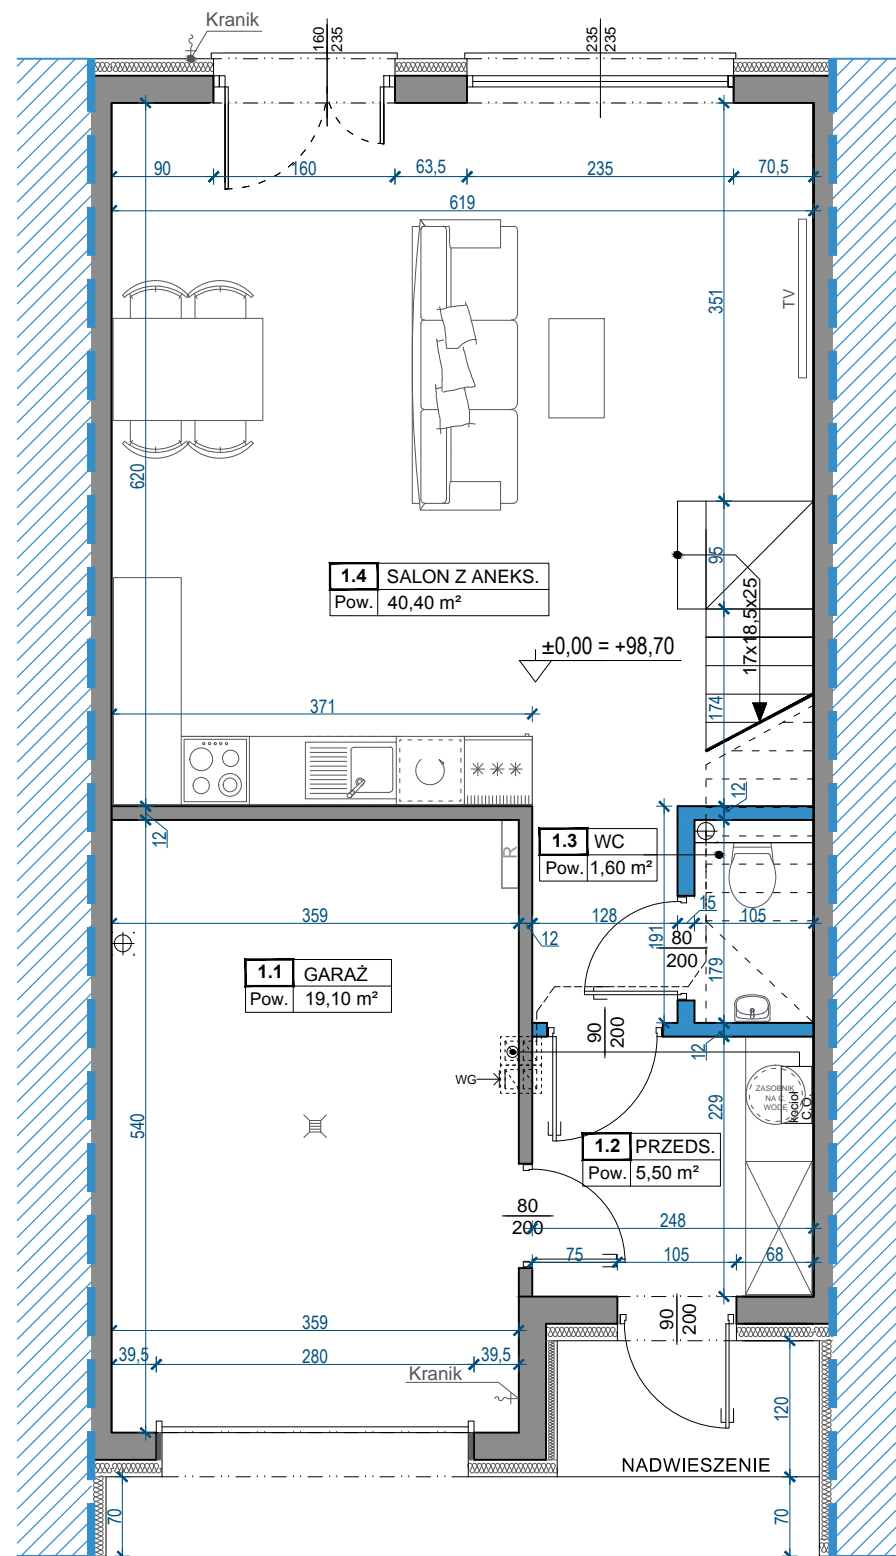 Kranik
160
235
235
235
90
160
63,5
235
70,5
619
351
TV
620
95
1.4 SALON Z ANEKS.
Pow. 40,40 m²
17x18,5x25
±0,00 = +98,70
174
371
12
12
1.3 WC
Pow. 1,60 m²
R
359
12
128
15
105
191
80
200
179
1.1 GARAŻ
Pow. 19,10 m²
90
200
12
WG
ZASOBNIK
NA C.
WODĘ
kocioł
C.O.
229
540
1.2 PRZEDS.
Pow. 5,50 m²
80
200
248
75
105
68
359
90
200
39,5
280
39,5
Kranik
120
NADWIESZENIE
70
70